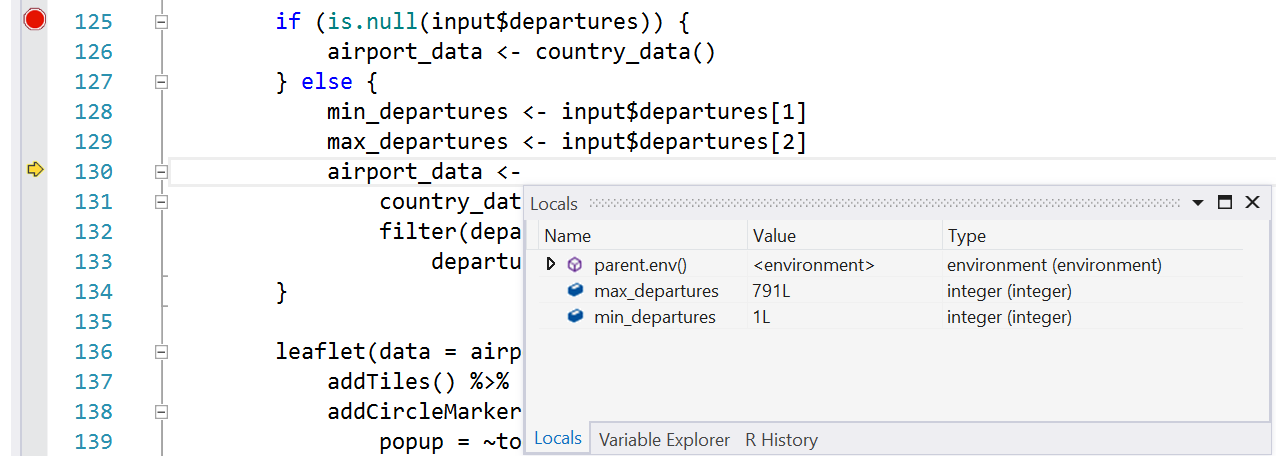 125 if (is.null(input$departures)) {
126 airport_data <- country_data()
127 } else {
128 min_departures <- input$departures[1]
129 max_departures <- input$departures[2]
130 airport_data <-
131 country_dat
132 filter(depa
133 departu
134 }
135
136 leaflet(data = airp
137 addTiles() %>%
138 addCircleMarker
139 popup = ~to
Locals
Name Value Type
parent.env() <environment> environment (environment)
max_departures 791L integer (integer)
min_departures 1L integer (integer)
Locals Variable Explorer R History